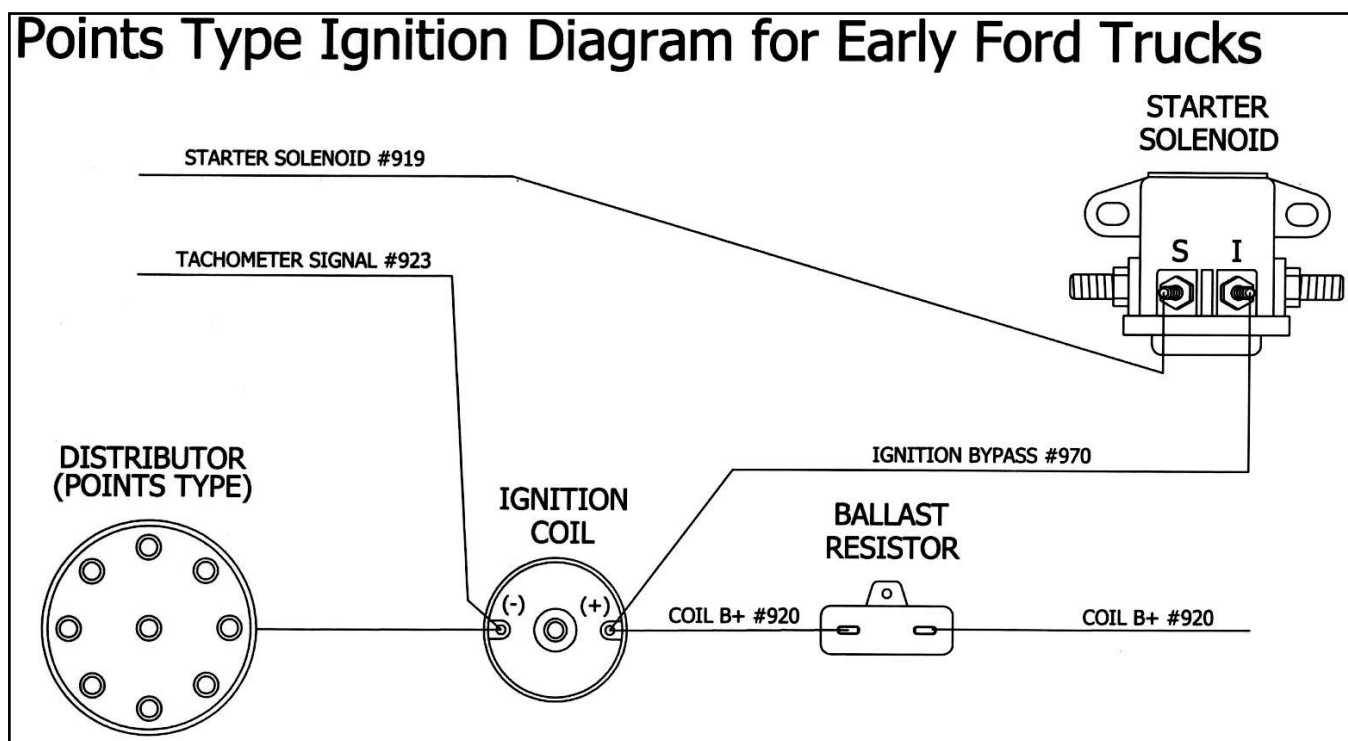 Points Type Ignition Diagram for Early Ford Trucks
STARTER
SOLENOID
STARTER SOLENOID #919
S I
TACHOMETER SIGNAL #923
IGNITION BYPASS #970
DISTRIBUTOR
(POINTS TYPE)
IGNITION
COIL
BALLAST
RESISTOR
(-) (+)
COIL B+ #920
COIL B+ #920